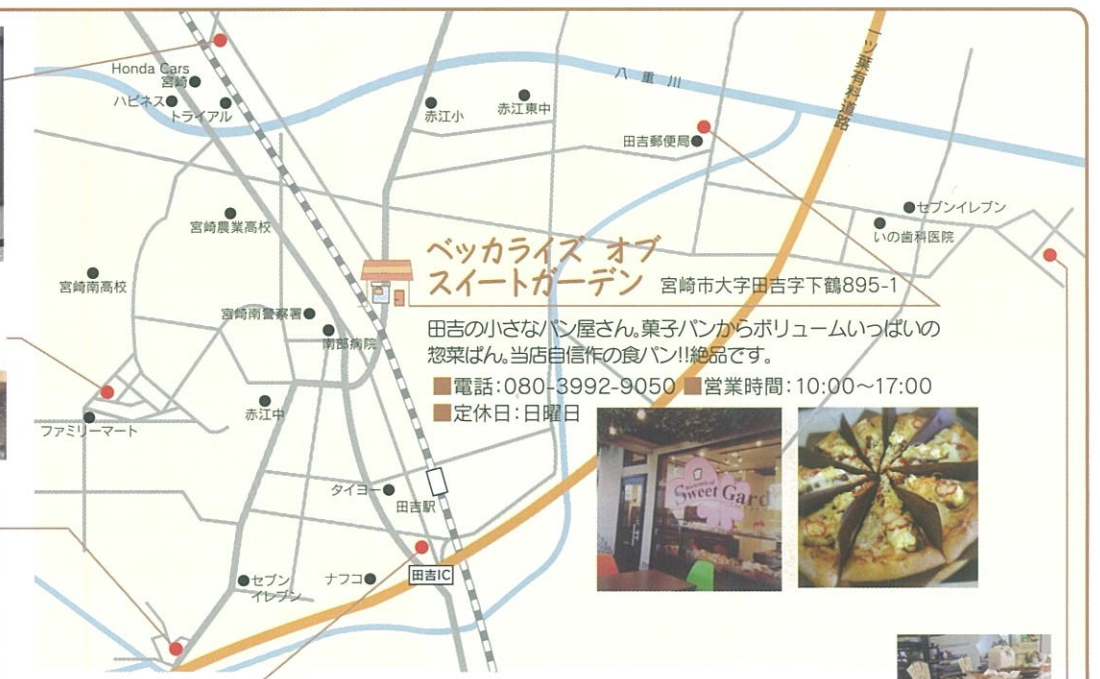 一ツ葉有料道路
八重川
Honda Cars
宮崎
ハピネス
トライアル
赤江小
赤江東中
田吉郵便局
宮崎農業高校
セブンイレブン
いの歯科医院
宮崎南高校
ベッカライズ オブ
スイートガーデン 宮崎市大字田吉字下鶴895-1
宮崎南警察署
南部病院
田吉の小さなパン屋さん。菓子パンからボリュームいっぱいの
惣菜ぱん。当店自信作の食パン!!絶品です。
■電話:080-3992-9050 ■営業時間:10:00〜17:00
■定休日:日曜日
赤江中
ファミリーマート
タイヨー
田吉駅
Sweet Gard
田吉IC
セブン
イレブン
ナフコ